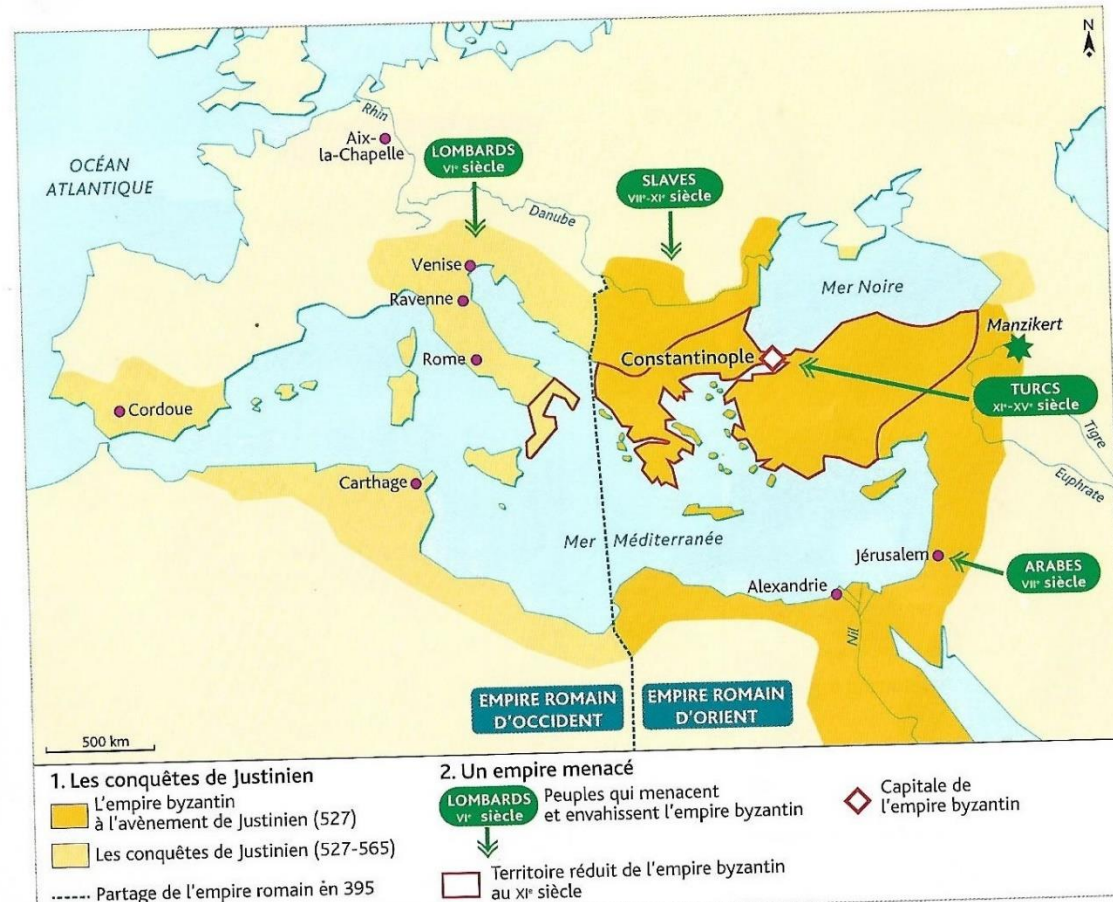 N
Rhin
Aix-
la-Chapelle
OCÉAN
ATLANTIQUE
LOMBARDS
VIe siècle
SLAVES
VIIe-XIe siècle
Danube
Venise
Mer Noire
Ravenne
Manzikert
Rome
Constantinople
TURCS
XIe-XVe siècle
Cordoue
Tigre
Carthage
Euphrate
Mer Méditerranée
Jérusalem
ARABES
VIIe siècle
Alexandrie
Nil
EMPIRE ROMAIN
D'OCCIDENT
EMPIRE ROMAIN
D'ORIENT
500 km
1. Les conquêtes de Justinien
L'empire byzantin
à l'avènement de Justinien (527)
Les conquêtes de Justinien (527-565)
Partage de l'empire romain en 395
2. Un empire menacé
LOMBARDS
VIe siècle
Peuples qui menacent
et envahissent l'empire byzantin
Territoire réduit de l'empire byzantin
au XIe siècle
Capitale de
l'empire byzantin